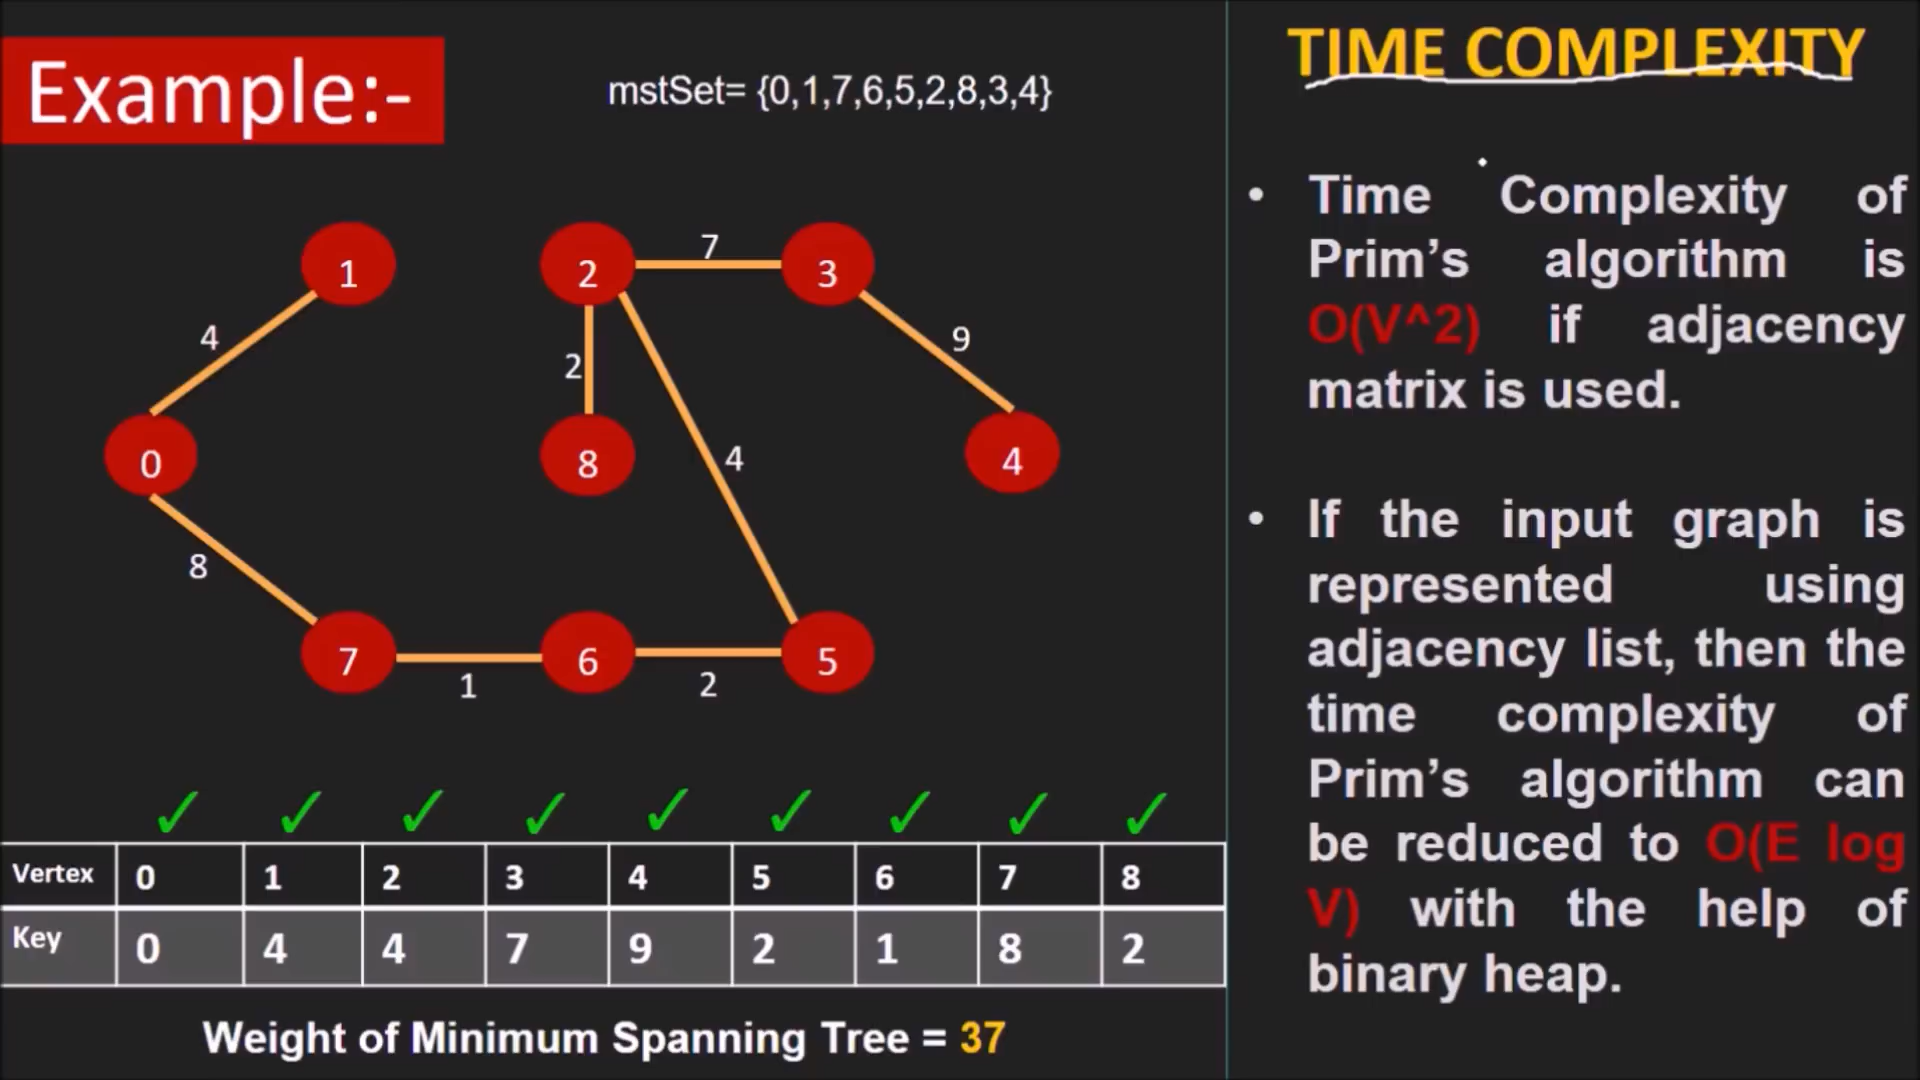 Example:-
mstSet= {0,1,7,6,5,2,8,3,4}
1
2
7
3
4
2
9
0
8
4
4
8
7
1
6
2
5
✓ ✓ ✓ ✓ ✓ ✓ ✓ ✓ ✓
Vertex 0 1 2 3 4 5 6 7 8
Key 0 4 4 7 9 2 1 8 2
Weight of Minimum Spanning Tree = 37
TIME COMPLEXITY
• Time Complexity of
Prim’s algorithm is
O(V^2) if adjacency
matrix is used.
• If the input graph is
represented using
adjacency list, then the
time complexity of
Prim’s algorithm can
be reduced to O(E log
V) with the help of
binary heap.